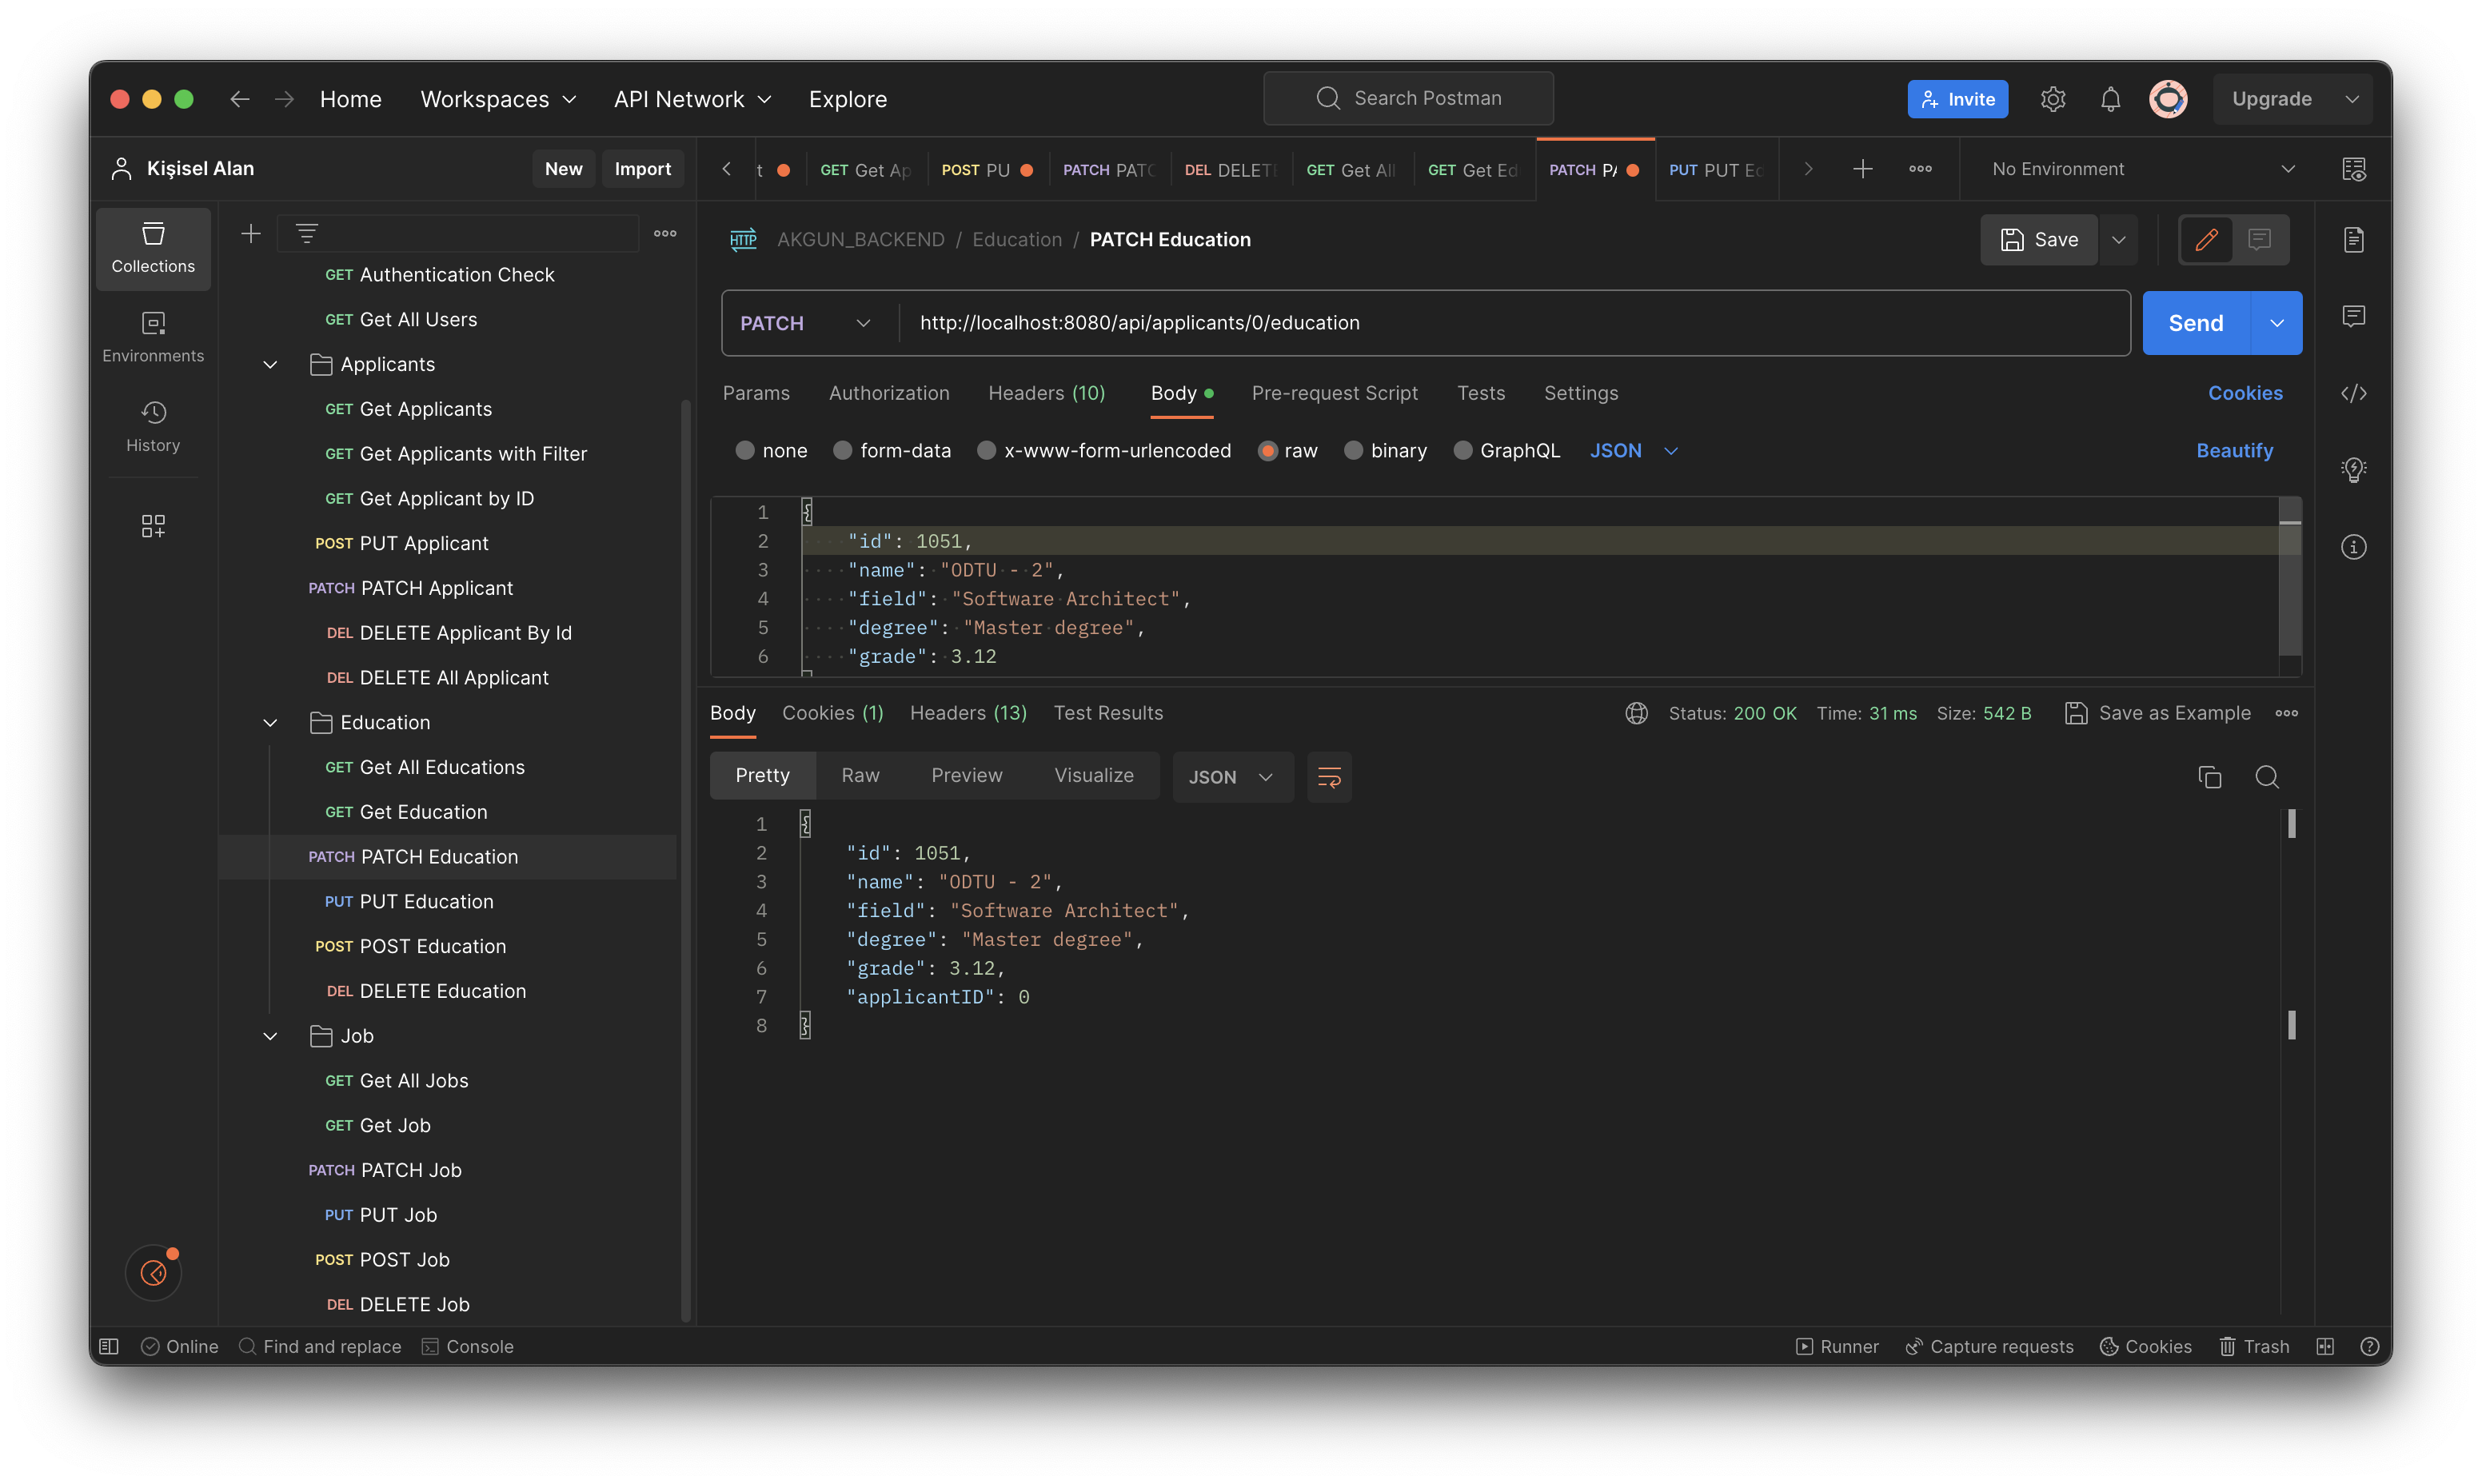 Home Workspaces API Network Explore Search Postman Invite Upgrade
Kişisel Alan New Import
t GET Get Ap POST PU PATCH PATC DEL DELETE GET Get All GET Get Ed PATCH PA PUT PUT Ed No Environment
Collections
Environments
History
GET Authentication Check
GET Get All Users
Applicants
GET Get Applicants
GET Get Applicants with Filter
GET Get Applicant by ID
POST PUT Applicant
PATCH PATCH Applicant
DEL DELETE Applicant By Id
DEL DELETE All Applicant
Education
GET Get All Educations
GET Get Education
PATCH PATCH Education
PUT PUT Education
POST POST Education
DEL DELETE Education
Job
GET Get All Jobs
GET Get Job
PATCH PATCH Job
PUT PUT Job
POST POST Job
DEL DELETE Job
HTTP AKGUN_BACKEND / Education / PATCH Education Save
PATCH http://localhost:8080/api/applicants/0/education Send
Params Authorization Headers (10) Body Pre-request Script Tests Settings Cookies
none form-data x-www-form-urlencoded raw binary GraphQL JSON Beautify
1 {
2 "id": 1051,
3 "name": "ODTU - 2",
4 "field": "Software Architect",
5 "degree": "Master degree",
6 "grade": 3.12
Body Cookies (1) Headers (13) Test Results Status: 200 OK Time: 31 ms Size: 542 B Save as Example
Pretty Raw Preview Visualize JSON
1 {
2 "id": 1051,
3 "name": "ODTU - 2",
4 "field": "Software Architect",
5 "degree": "Master degree",
6 "grade": 3.12,
7 "applicantID": 0
8 }
Online Find and replace Console Runner Capture requests Cookies Trash